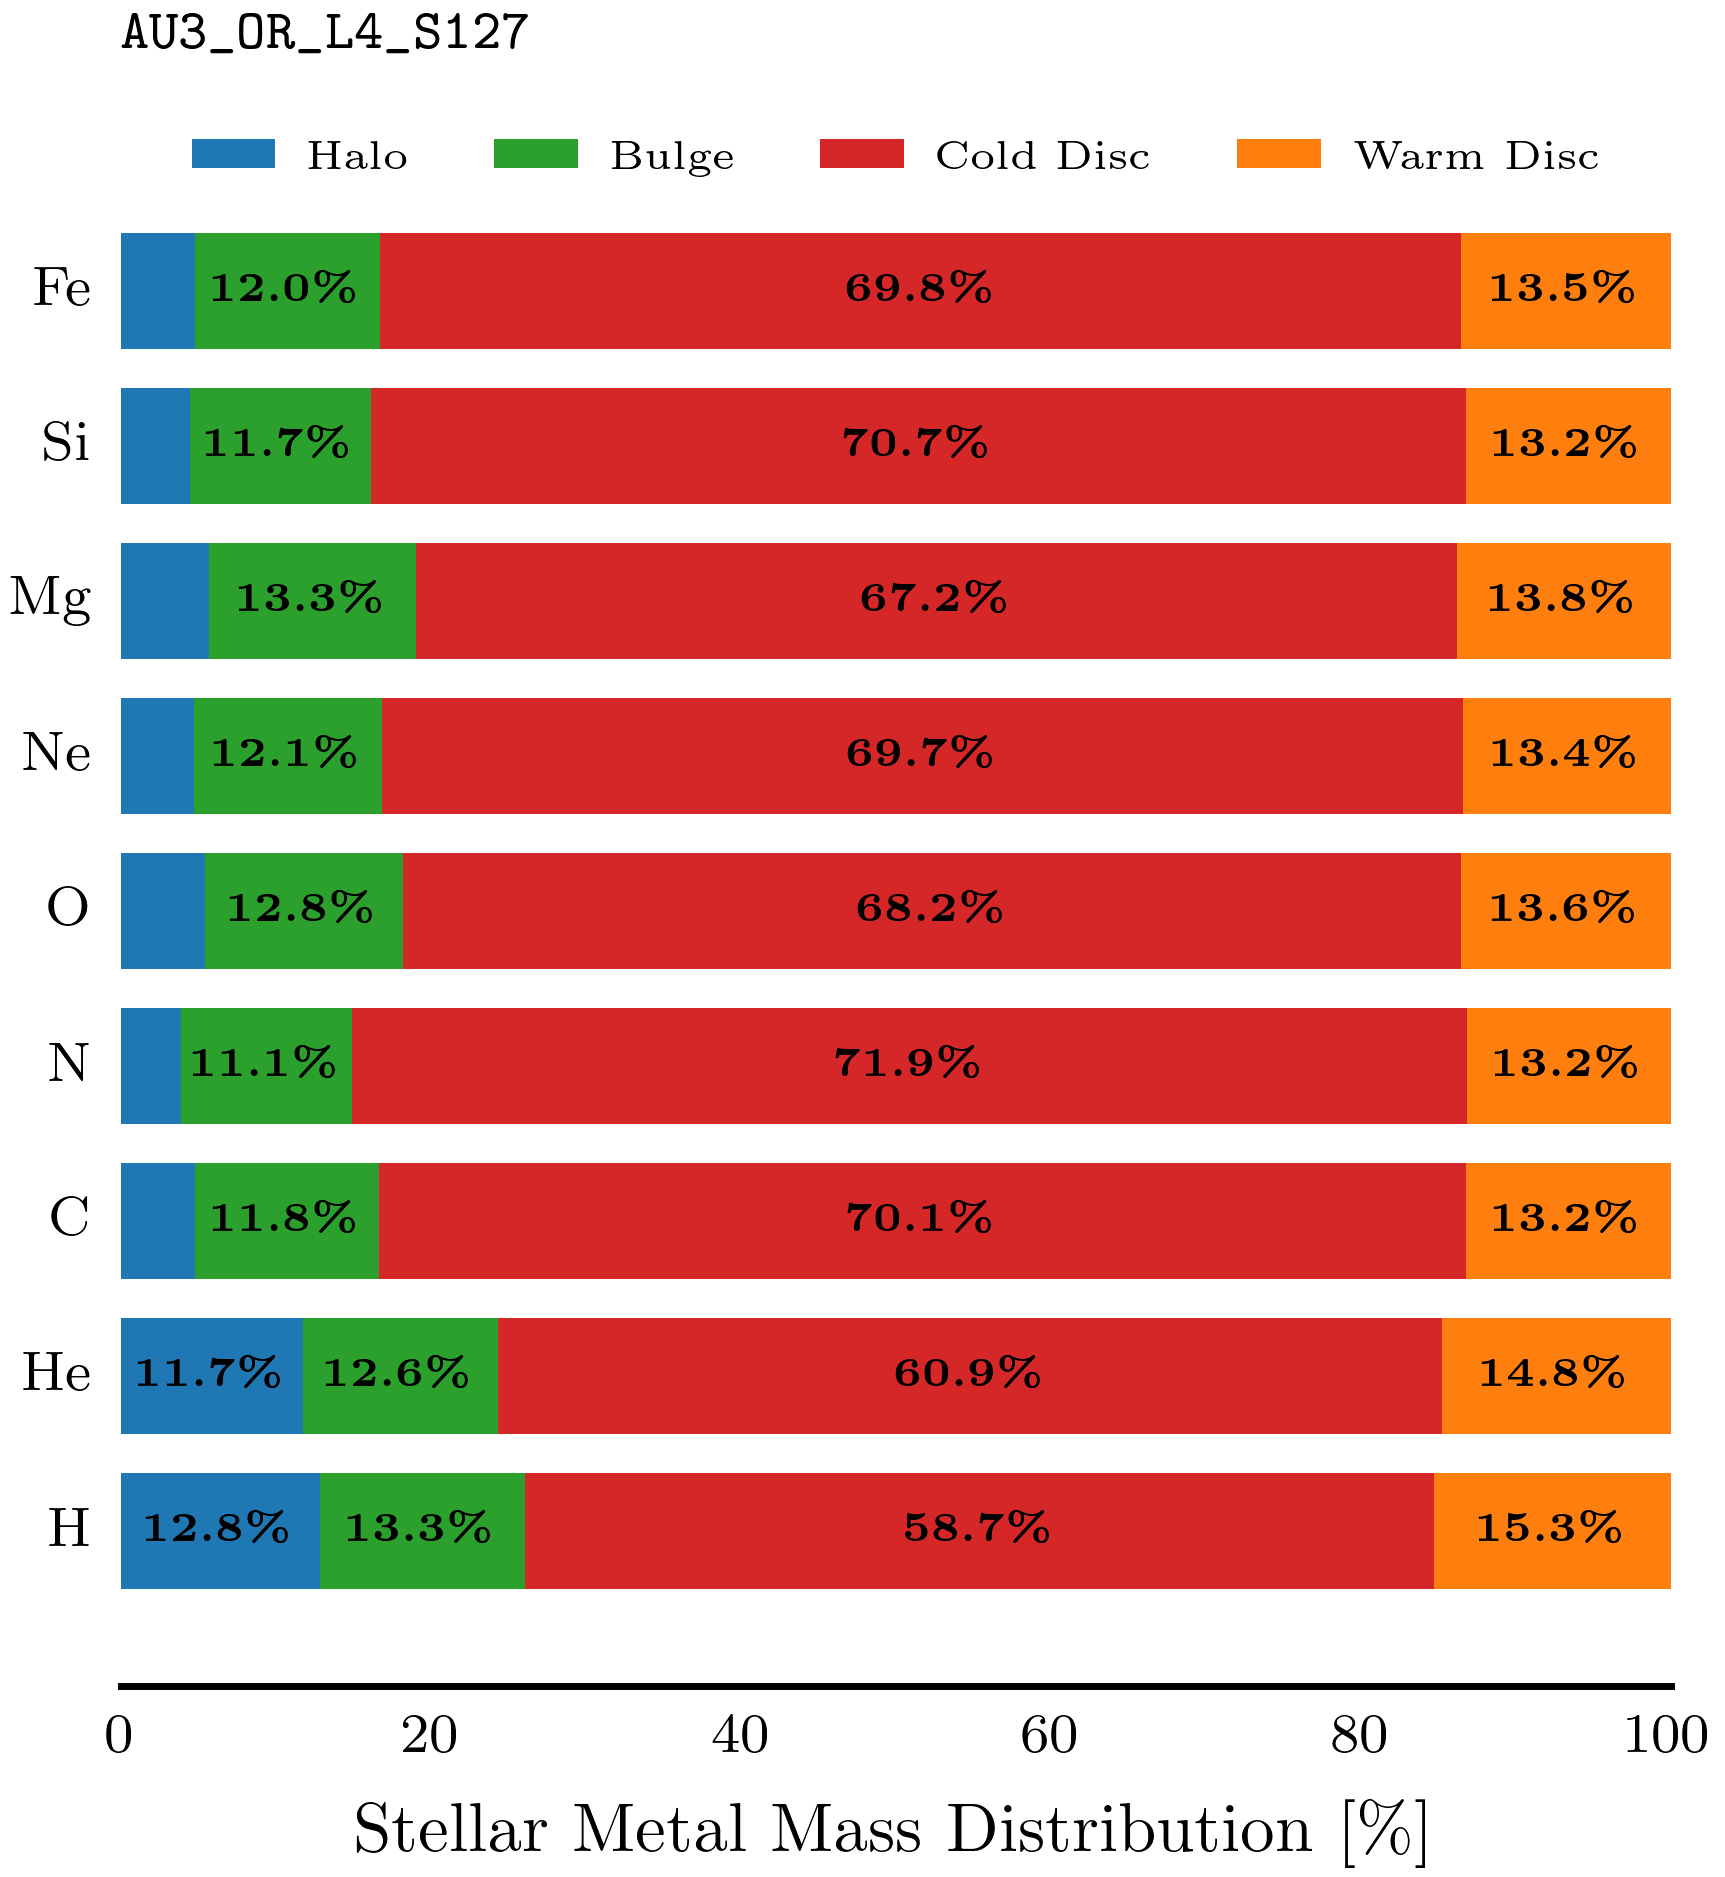 AU3_OR_L4_S127
Halo Bulge Cold Disc Warm Disc
Fe 12.0% 69.8% 13.5%
Si 11.7% 70.7% 13.2%
Mg 13.3% 67.2% 13.8%
Ne 12.1% 69.7% 13.4%
O 12.8% 68.2% 13.6%
N 11.1% 71.9% 13.2%
C 11.8% 70.1% 13.2%
He 11.7% 12.6% 60.9% 14.8%
H 12.8% 13.3% 58.7% 15.3%
0 20 40 60 80 100
Stellar Metal Mass Distribution [%]